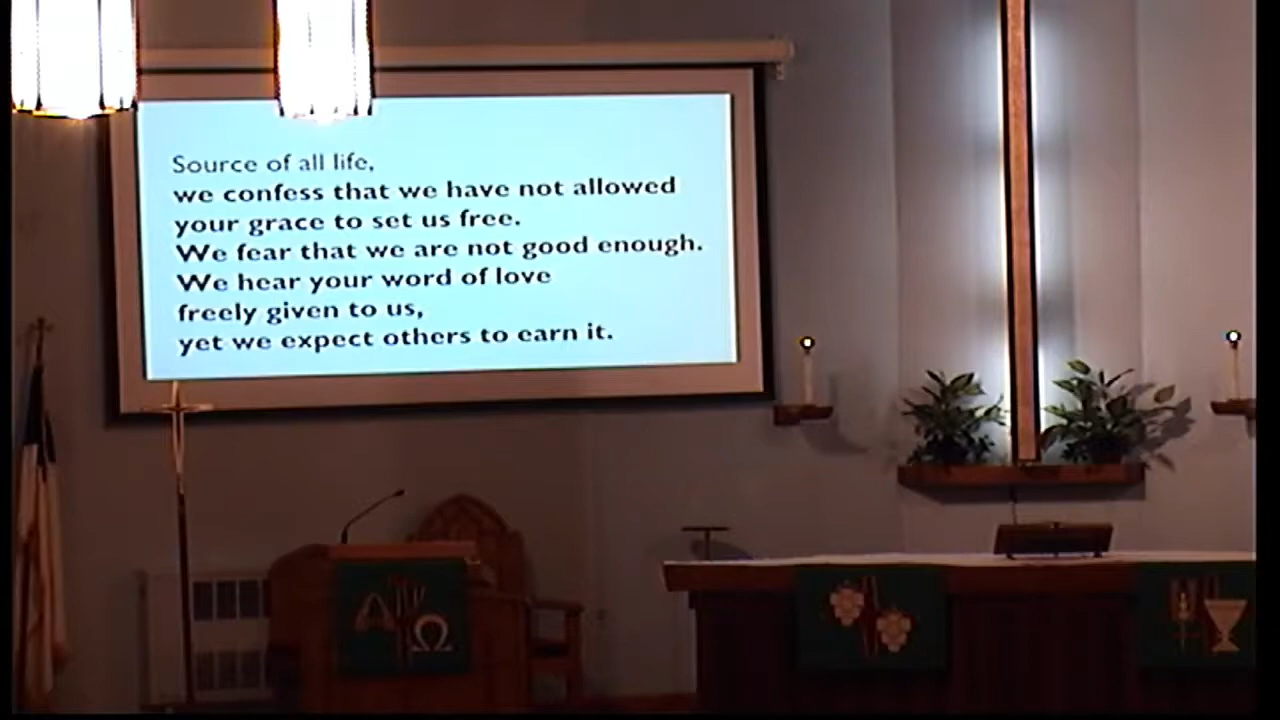 Source of all life,
we confess that we have not allowed
your grace to set us free.
We fear that we are not good enough.
We hear your word of love
freely given to us,
yet we expect others to earn it.
Α Ω